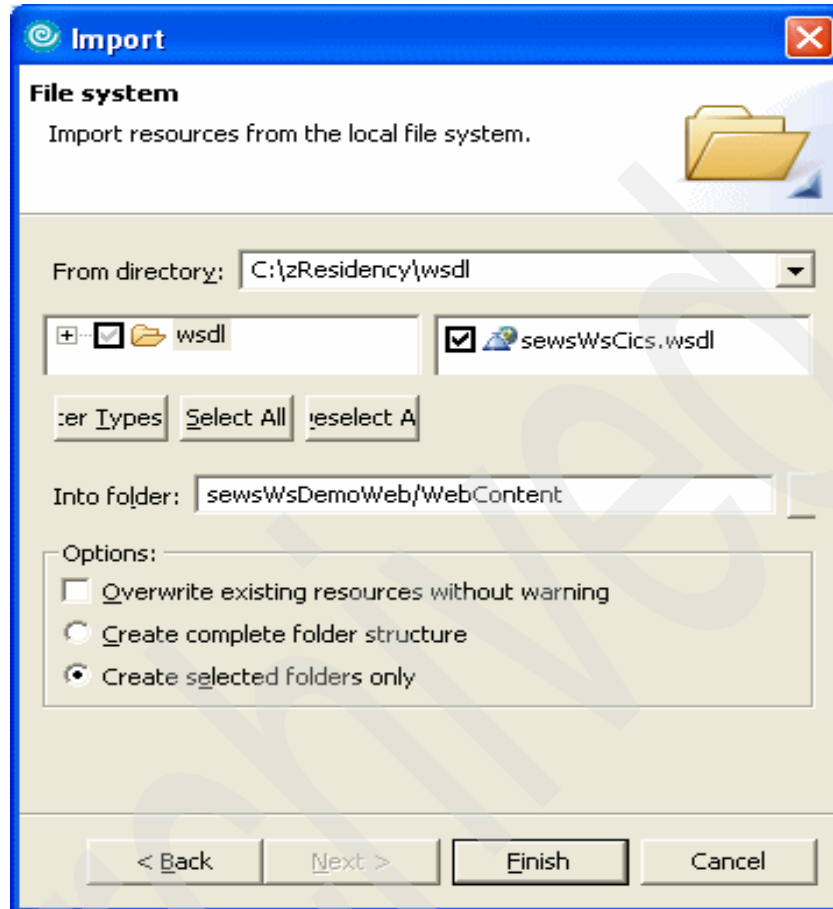 Import
File system
Import resources from the local file system.
From directory: C:\zResidency\wsdl
wsdl
sewsWsCics.wsdl
ter Types Select All eselect A
Into folder: sewsWsDemoWeb/WebContent
Options:
Overwrite existing resources without warning
Create complete folder structure
Create selected folders only
< Back Next > Finish Cancel